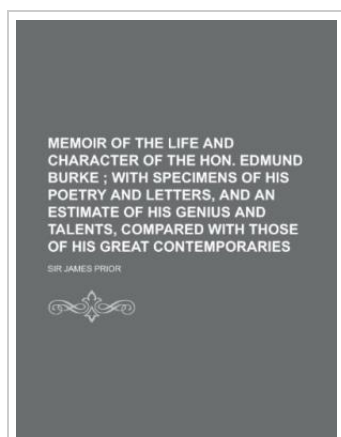 MEMOIR OF THE LIFE AND
CHARACTER OF THE HON. EDMUND
BURKE ; WITH SPECIMENS OF HIS
POETRY AND LETTERS, AND AN
ESTIMATE OF HIS GENIUS AND
TALENTS, COMPARED WITH THOSE
OF HIS GREAT CONTEMPORARIES
SIR JAMES PRIOR